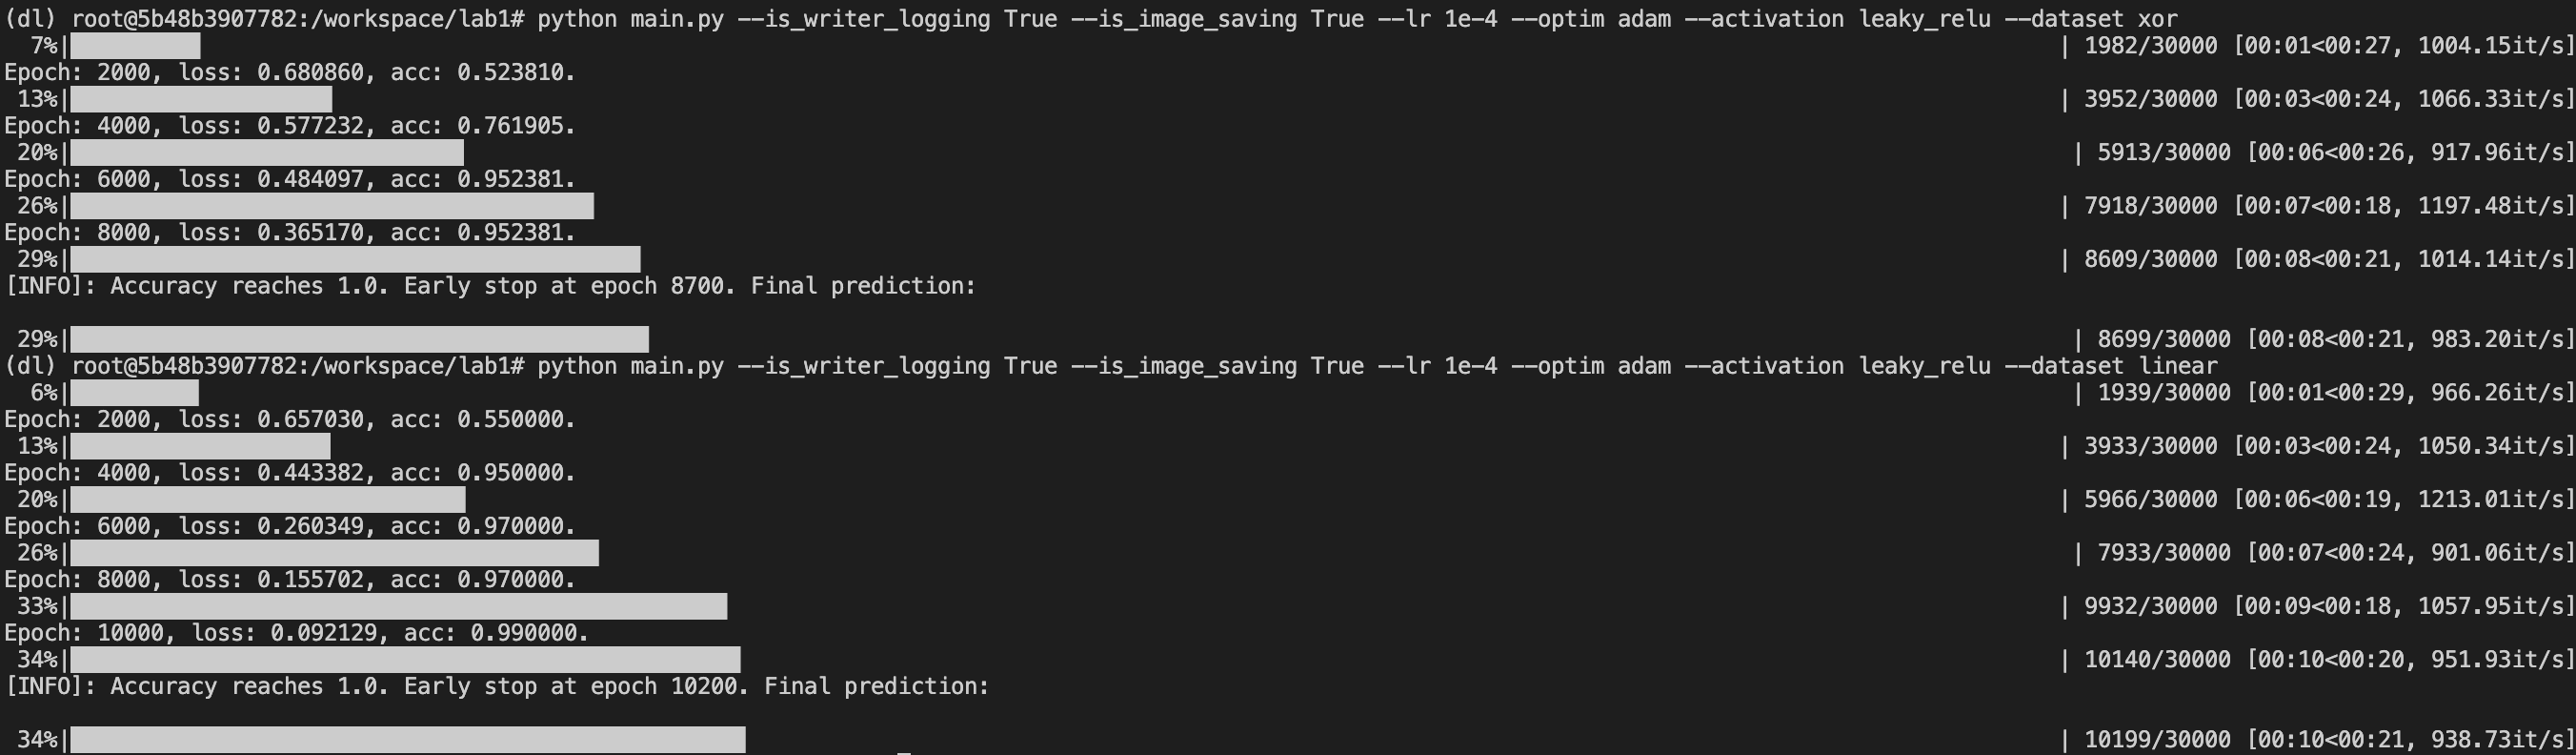 (dl) root@5b48b3907782:/workspace/lab1# python main.py --is_writer_logging True --is_image_saving True --lr 1e-4 --optim adam --activation leaky_relu --dataset xor
7%| | 1982/30000 [00:01<00:27, 1004.15it/s]
Epoch: 2000, loss: 0.680860, acc: 0.523810.
13%| | 3952/30000 [00:03<00:24, 1066.33it/s]
Epoch: 4000, loss: 0.577232, acc: 0.761905.
20%| | 5913/30000 [00:06<00:26, 917.96it/s]
Epoch: 6000, loss: 0.484097, acc: 0.952381.
26%| | 7918/30000 [00:07<00:18, 1197.48it/s]
Epoch: 8000, loss: 0.365170, acc: 0.952381.
29%| | 8609/30000 [00:08<00:21, 1014.14it/s]
[INFO]: Accuracy reaches 1.0. Early stop at epoch 8700. Final prediction:
29%| | 8699/30000 [00:08<00:21, 983.20it/s]
(dl) root@5b48b3907782:/workspace/lab1# python main.py --is_writer_logging True --is_image_saving True --lr 1e-4 --optim adam --activation leaky_relu --dataset linear
6%| | 1939/30000 [00:01<00:29, 966.26it/s]
Epoch: 2000, loss: 0.657030, acc: 0.550000.
13%| | 3933/30000 [00:03<00:24, 1050.34it/s]
Epoch: 4000, loss: 0.443382, acc: 0.950000.
20%| | 5966/30000 [00:06<00:19, 1213.01it/s]
Epoch: 6000, loss: 0.260349, acc: 0.970000.
26%| | 7933/30000 [00:07<00:24, 901.06it/s]
Epoch: 8000, loss: 0.155702, acc: 0.970000.
33%| | 9932/30000 [00:09<00:18, 1057.95it/s]
Epoch: 10000, loss: 0.092129, acc: 0.990000.
34%| | 10140/30000 [00:10<00:20, 951.93it/s]
[INFO]: Accuracy reaches 1.0. Early stop at epoch 10200. Final prediction:
34%| | 10199/30000 [00:10<00:21, 938.73it/s]